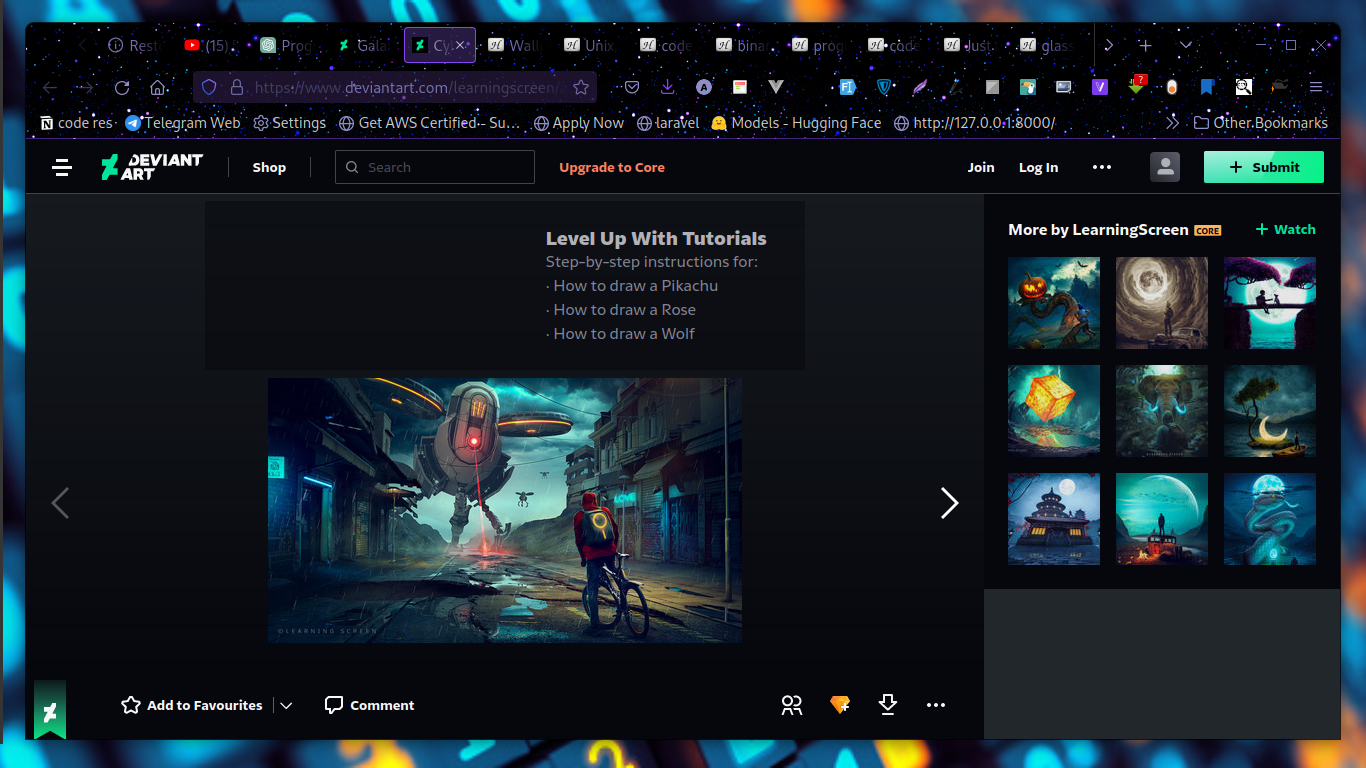 Rest
(15)
Prog
Gala
Cy
Wall
Unix
code
binar
prog
code
Just
glass
https://www.deviantart.com/learningscreen/
code res
Telegram Web
Settings
Get AWS Certified - Su…
Apply Now
laravel
Models - Hugging Face
http://127.0.0.1:8000/
Other Bookmarks
DEVIANT
ART
Shop
Search
Upgrade to Core
Join
Log In
Submit
Level Up With Tutorials
Step-by-step instructions for:
· How to draw a Pikachu
· How to draw a Rose
· How to draw a Wolf
More by LearningScreen CORE
Watch
LOVE
©LEARNING SCREEN
Add to Favourites
Comment